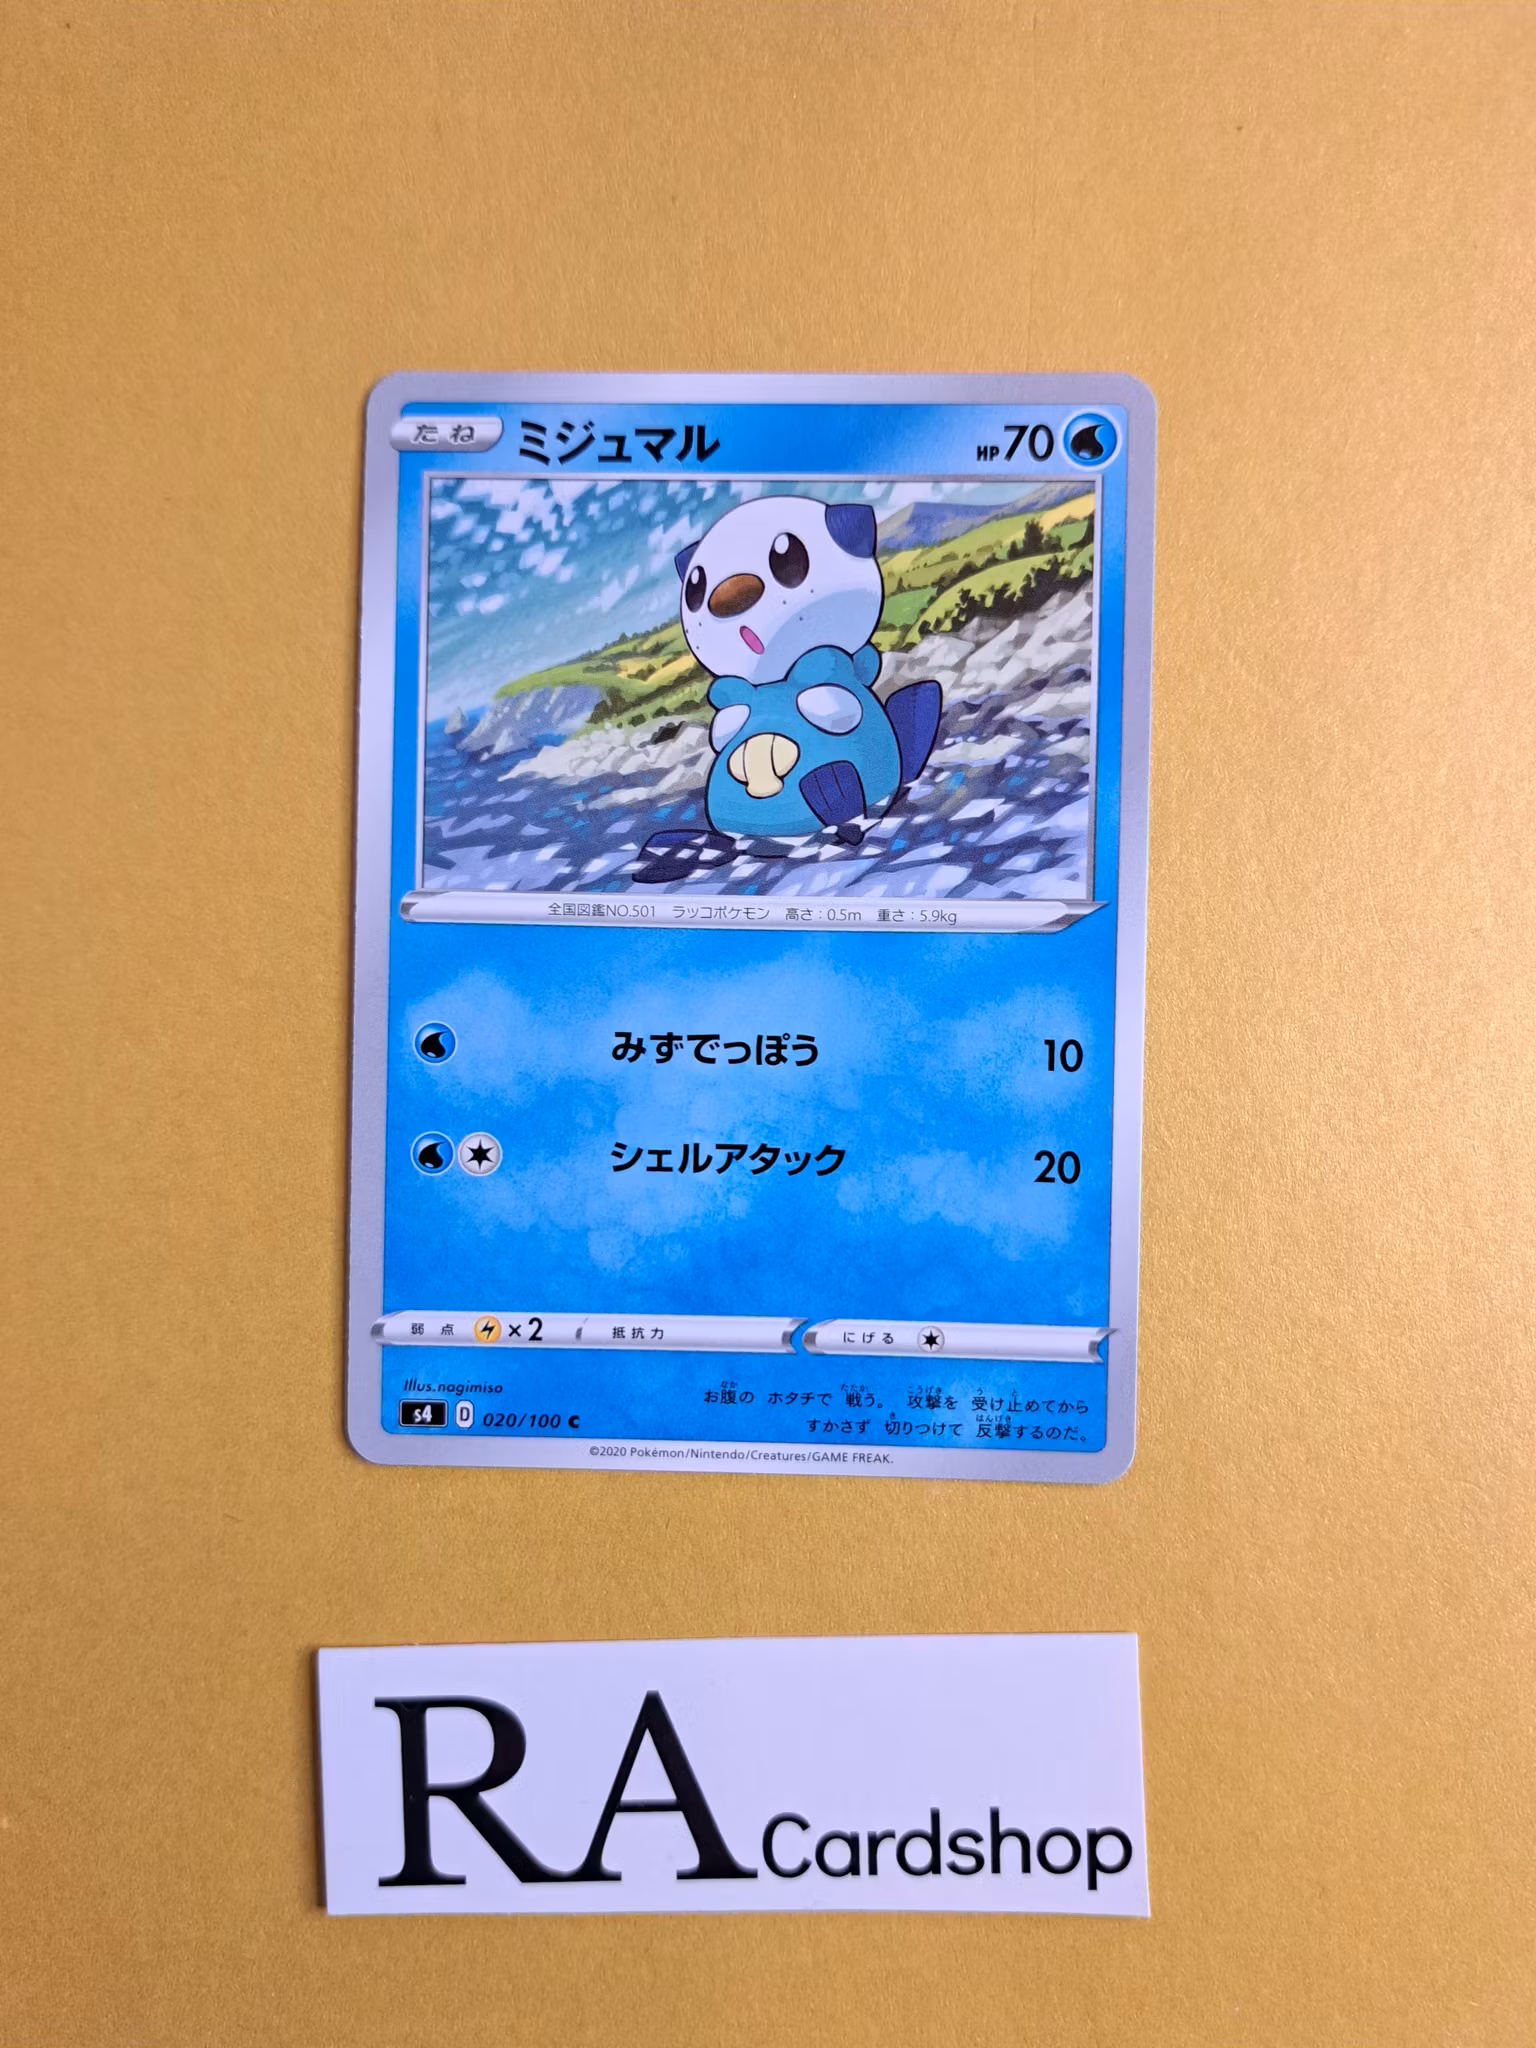 たね ミジュマル HP70
全国図鑑NO.501 ラッコポケモン 高さ：0.5m 重さ：5.9kg
みずでっぽう 10
シェルアタック 20
弱点 ×2 抵抗力 にげる
Illus.nagimiso
s4 D 020/100 C
お腹の ホタチで 戦う。 攻撃を 受け止めてから
すかさず 切りつけて 反撃するのだ。
©2020 Pokémon/Nintendo/Creatures/GAME FREAK.
RA Cardshop